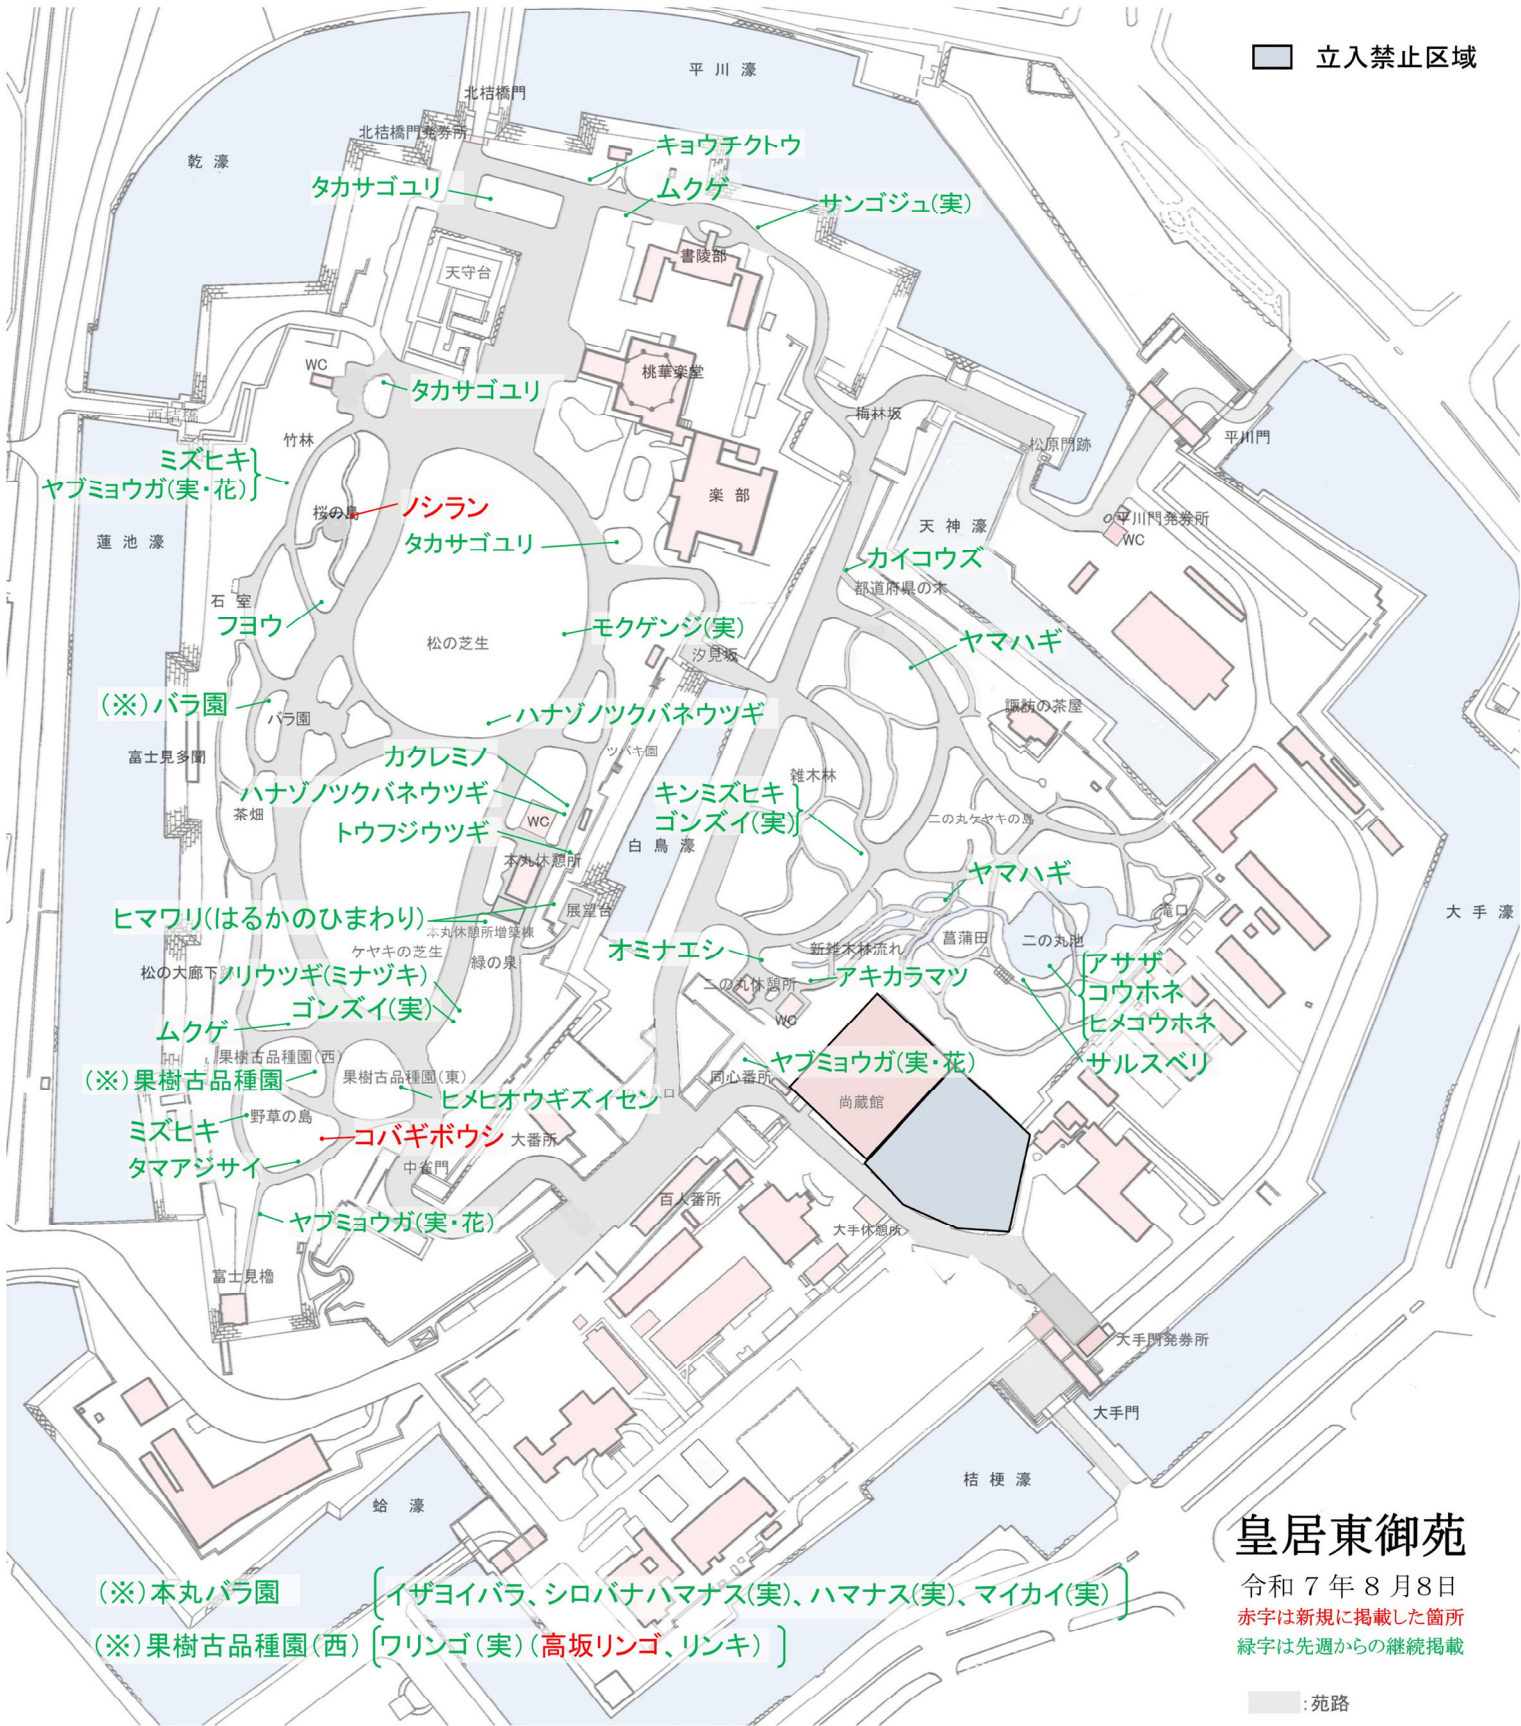 立入禁止区域
平川濠
北桔橋門
北桔橋門発券所
キョウチクトウ
乾濠
タカサゴユリ
ムクゲ
サンゴジュ(実)
書陵部
天守台
WC
桃華楽堂
タカサゴユリ
西桔橋
梅林坂
竹林
松原門跡
平川門
ミズヒキ
ヤブミョウガ(実・花)
桜の島
ノシラン
楽部
平川門発券所
天神濠
WC
蓮池濠
タカサゴユリ
カイコウズ
都道府県の木
石室
フヨウ
モクゲンジ(実)
松の芝生
汐見坂
ヤマハギ
(※)バラ園
バラ園
ハナゾノツクバネウツギ
諏訪の茶屋
富士見多聞
カクレミノ
ツバキ園
雑木林
ハナゾノツクバネウツギ
キンミズヒキ
ゴンズイ(実)
茶畑
WC
二の丸ケヤキの島
トウフジウツギ
白鳥濠
本丸休憩所
ヤマハギ
ヒマワリ(はるかのひまわり)
展望台
滝口
大手濠
本丸休憩所増築棟
ケヤキの芝生
オミナエシ
新雑木林流れ
菖蒲田
二の丸池
緑の泉
松の大廊下跡
ノリウツギ(ミナヅキ)
二の丸休憩所
アキカラマツ
アサザ
コウホネ
ヒメコウホネ
ゴンズイ(実)
WC
ムクゲ
果樹古品種園(西)
ヤブミョウガ(実・花)
サルスベリ
(※)果樹古品種園
果樹古品種園(東)
同心番所
ヒメヒオウギズイセン
尚蔵館
ミズヒキ
野草の島
コバギボウシ
大番所
タマアジサイ
中雀門
百人番所
ヤブミョウガ(実・花)
大手休憩所
富士見櫓
大手門発券所
大手門
桔梗濠
蛤濠
皇居東御苑
令和7年8月8日
(※)本丸バラ園 [イザヨイバラ、シロバナハマナス(実)、ハマナス(実)、マイカイ(実)]
赤字は新規に掲載した箇所
(※)果樹古品種園(西) [ワリンゴ(実)(高坂リンゴ、リンキ)]
緑字は先週からの継続掲載
:苑路